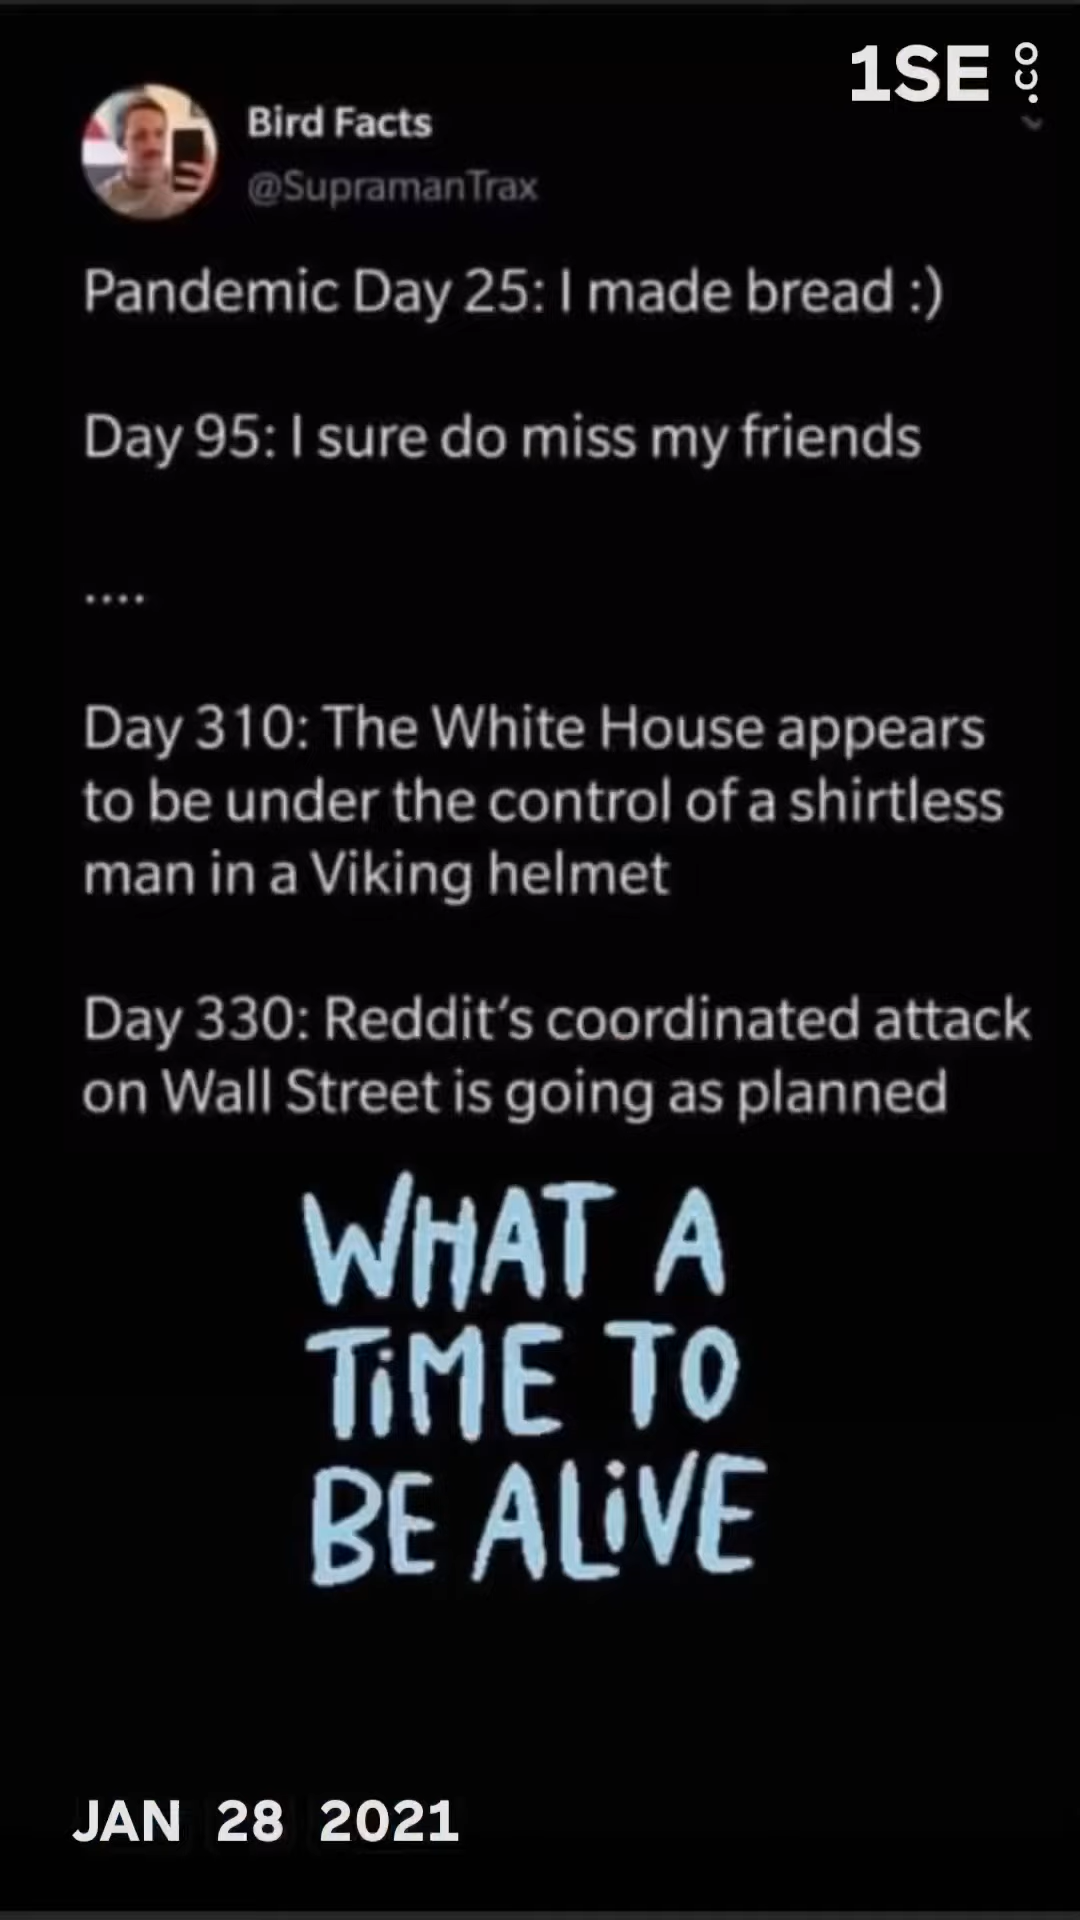 1SE .co
Bird Facts
@SupramanTrax
Pandemic Day 25: I made bread :)
Day 95: I sure do miss my friends
....
Day 310: The White House appears
to be under the control of a shirtless
man in a Viking helmet
Day 330: Reddit's coordinated attack
on Wall Street is going as planned
WHAT A
TiME TO
BE ALiVE
JAN 28 2021